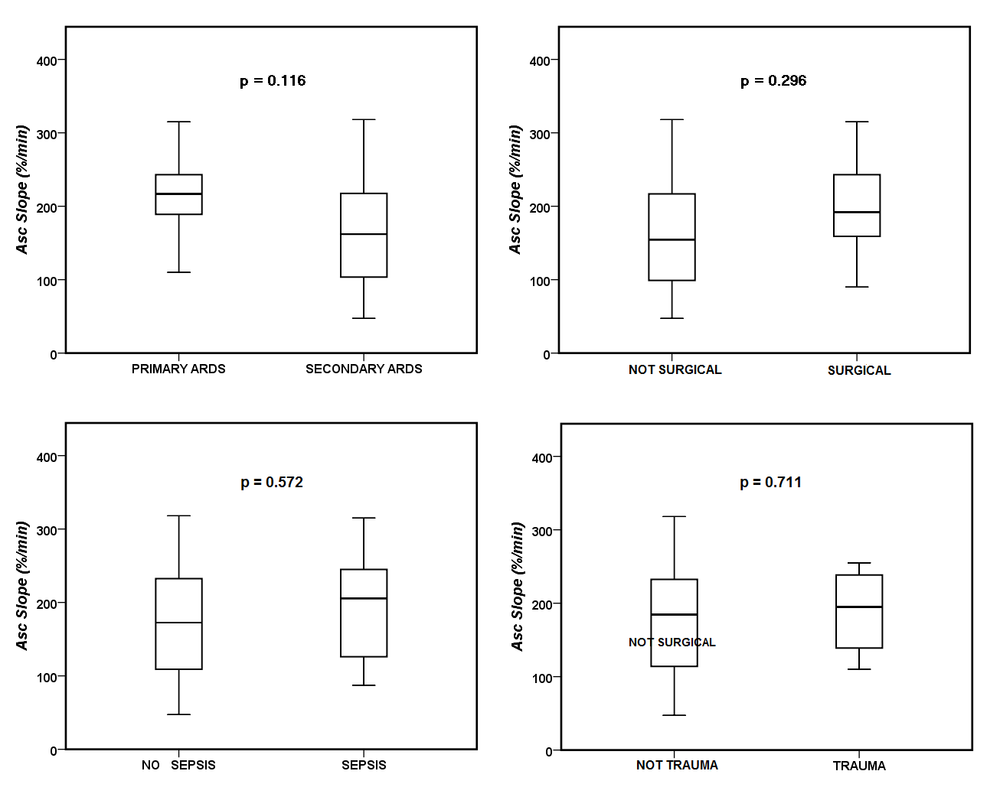 400
p = 0.116
300
Asc Slope (%/min)
200
100
0
PRIMARY ARDS
SECONDARY ARDS
400
p = 0.296
300
Asc Slope (%/min)
200
100
0
NOT SURGICAL
SURGICAL
400
p = 0.572
300
Asc Slope (%/min)
200
100
0
NO SEPSIS
SEPSIS
400
p = 0.711
300
Asc Slope (%/min)
200
NOT SURGICAL
100
0
NOT TRAUMA
TRAUMA